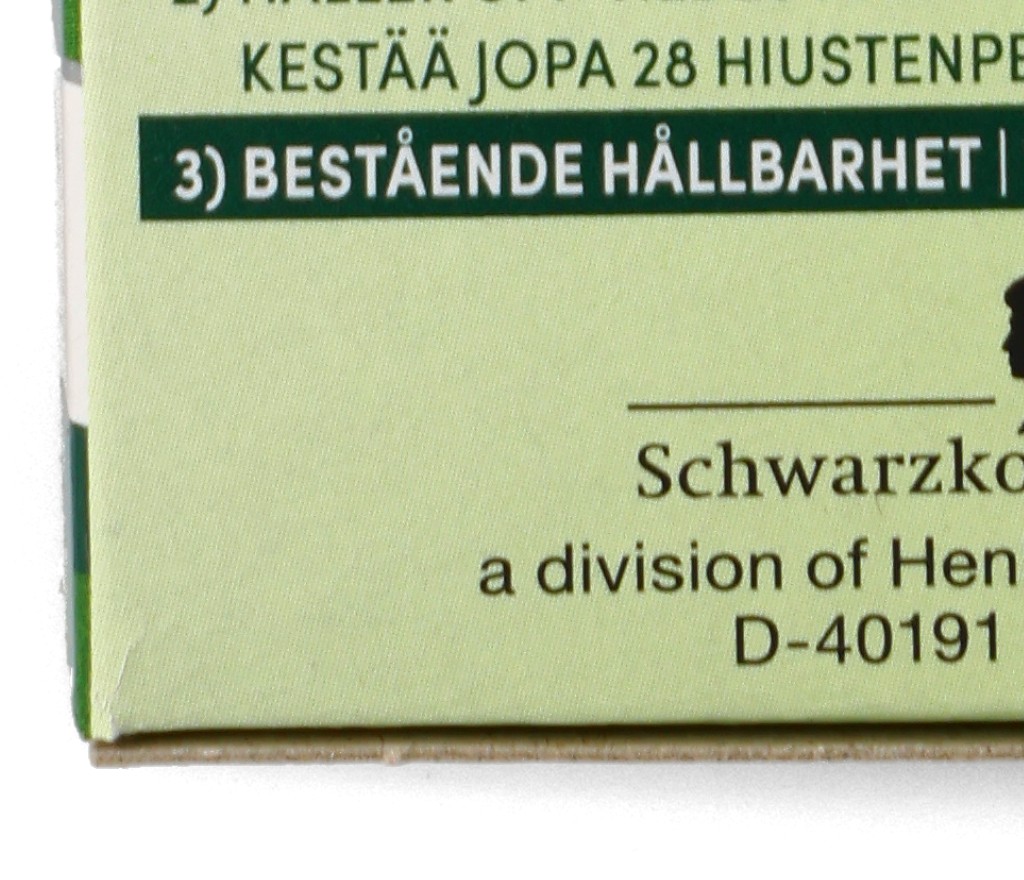 KESTÄÄ JOPA 28 HIUSTENPE
3) BESTÅENDE HÅLLBARHET |
Schwarzko
a division of Hen
D-40191